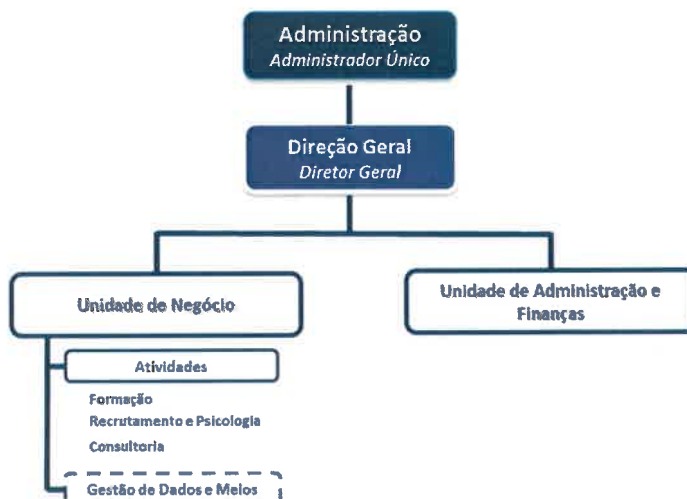 Administração
Administrador Único
Direção Geral
Diretor Geral
Unidade de Negócio
Unidade de Administração e
Finanças
Atividades
Formação
Recrutamento e Psicologia
Consultoria
Gestão de Dados e Meios